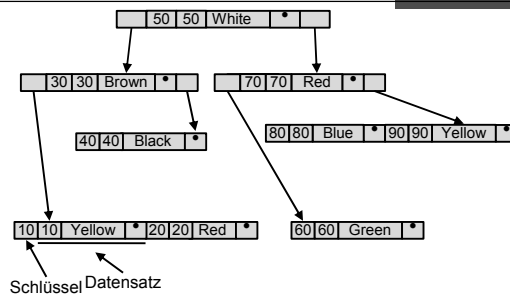 50 50 White •
30 30 Brown • 70 70 Red •
40 40 Black • 80 80 Blue • 90 90 Yellow •
10 10 Yellow • 20 20 Red • 60 60 Green •
Schlüssel Datensatz